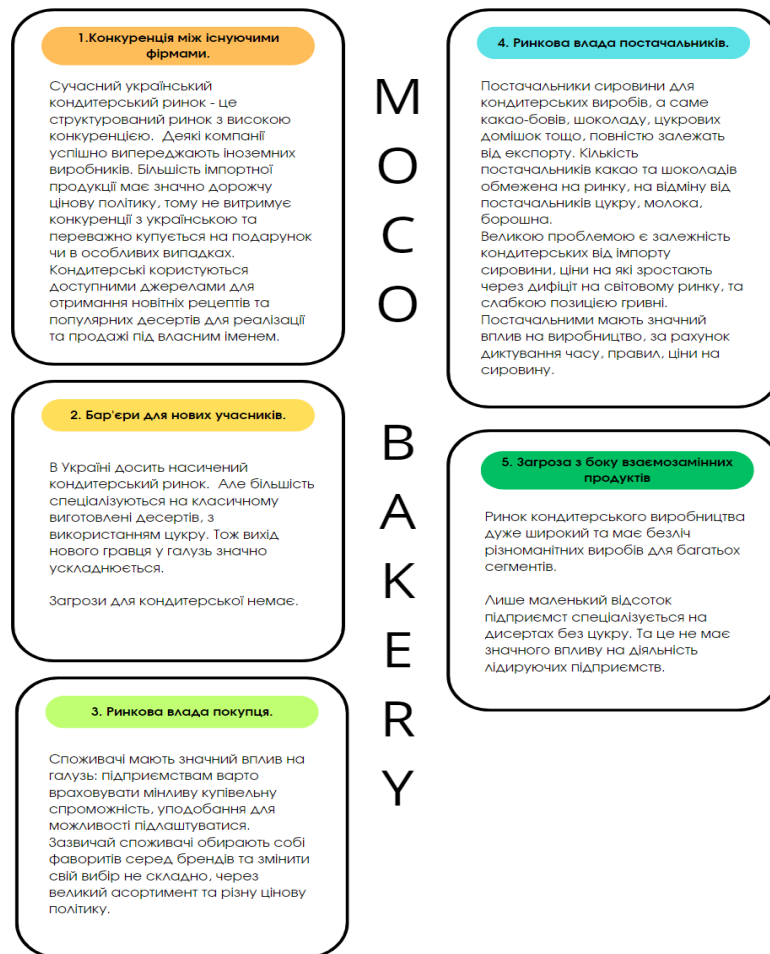 1.Конкуренція між існуючими
фірмами.
Сучасний український
кондитерський ринок - це
структурований ринок з високою
конкуренцією. Деякі компанії
успішно випереджають іноземних
виробників. Більшість імпортної
продукції має значно дорожчу
цінову політику, тому не витримує
конкуренції з українською та
переважно купується на подарунок
чи в особливих випадках.
Кондитерські користуються
доступними джерелами для
отримання новітніх рецептів та
популярних десертів для реалізації
та продажі під власним іменем.
2. Бар'єри для нових учасників.
В Україні досить насичений
кондитерський ринок. Але більшість
спеціалізуються на класичному
виготовлені десертів, з
використанням цукру. Тож вихід
нового гравця у галузь значно
ускладнюється.
Загрози для кондитерської немає.
3. Ринкова влада покупця.
Споживачі мають значний вплив на
галузь: підприємствам варто
враховувати мінливу купівельну
спроможність, уподобання для
можливості підлаштуватися.
Зазвичай споживачі обирають собі
фаворитів серед брендів та змінити
свій вибір не складно, через
великий асортимент та різну цінову
політику.
M
O
C
O
B
A
K
E
R
Y
4. Ринкова влада постачальників.
Постачальники сировини для
кондитерських виробів, а саме
какао-бовів, шоколаду, цукрових
домішок тощо, повністю залежать
від експорту. Кількість
постачальників какао та шоколадів
обмежена на ринку, на відміну від
постачальників цукру, молока,
борошна.
Великою проблемою є залежність
кондитерських від імпорту
сировини, ціни на які зростають
через дифіціт на світовому ринку, та
слабкою позицією гривні.
Постачальними мають значний
вплив на виробництво, за рахунок
диктування часу, правил, ціни на
сировину.
5. Загроза з боку взаємозамінних
продуктів
Ринок кондитерського виробництва
дуже широкий та має безліч
різноманітних виробів для багатьох
сегментів.
Лише маленький відсоток
підприємст спеціалізується на
дисертах без цукру. Та це не має
значного впливу на діяльність
лідируючих підприємств.